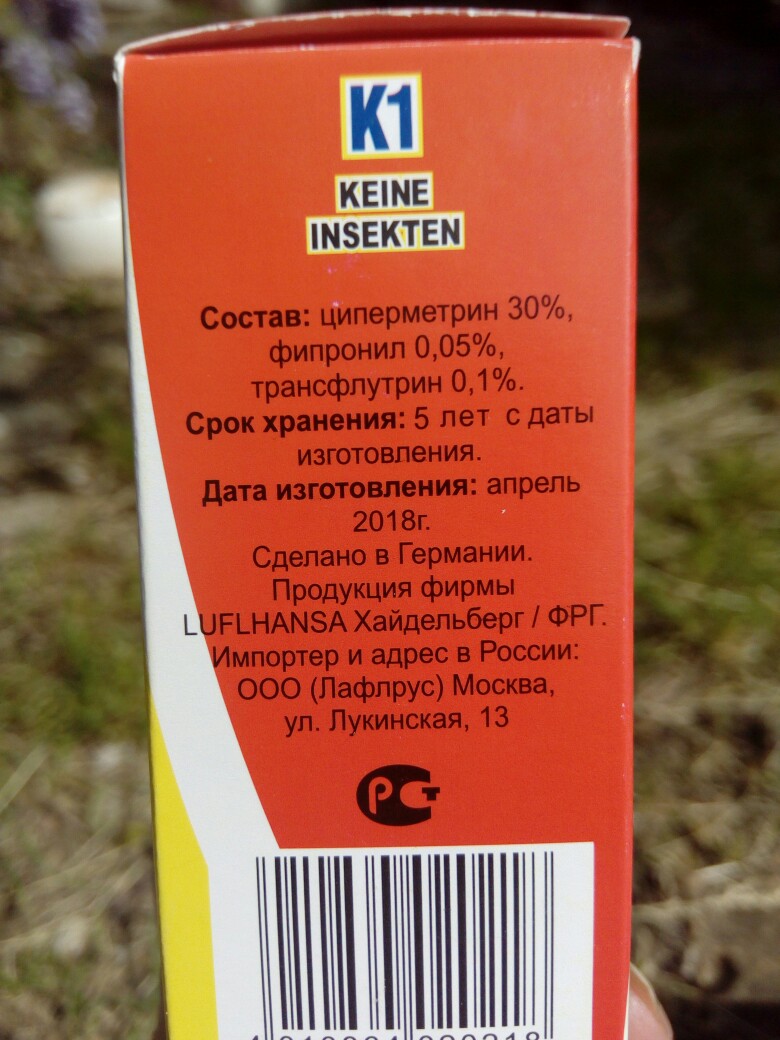 K1
KEINE
INSEKTEN
Состав: циперметрин 30%,
фипронил 0,05%,
трансфлутрин 0,1%.
Срок хранения: 5 лет с даты
изготовления.
Дата изготовления: апрель
2018г.
Сделано в Германии.
Продукция фирмы
LUFLHANSA Хайдельберг / ФРГ.
Импортер и адрес в России:
ООО (Лафлрус) Москва,
ул. Лукинская, 13
РСТ